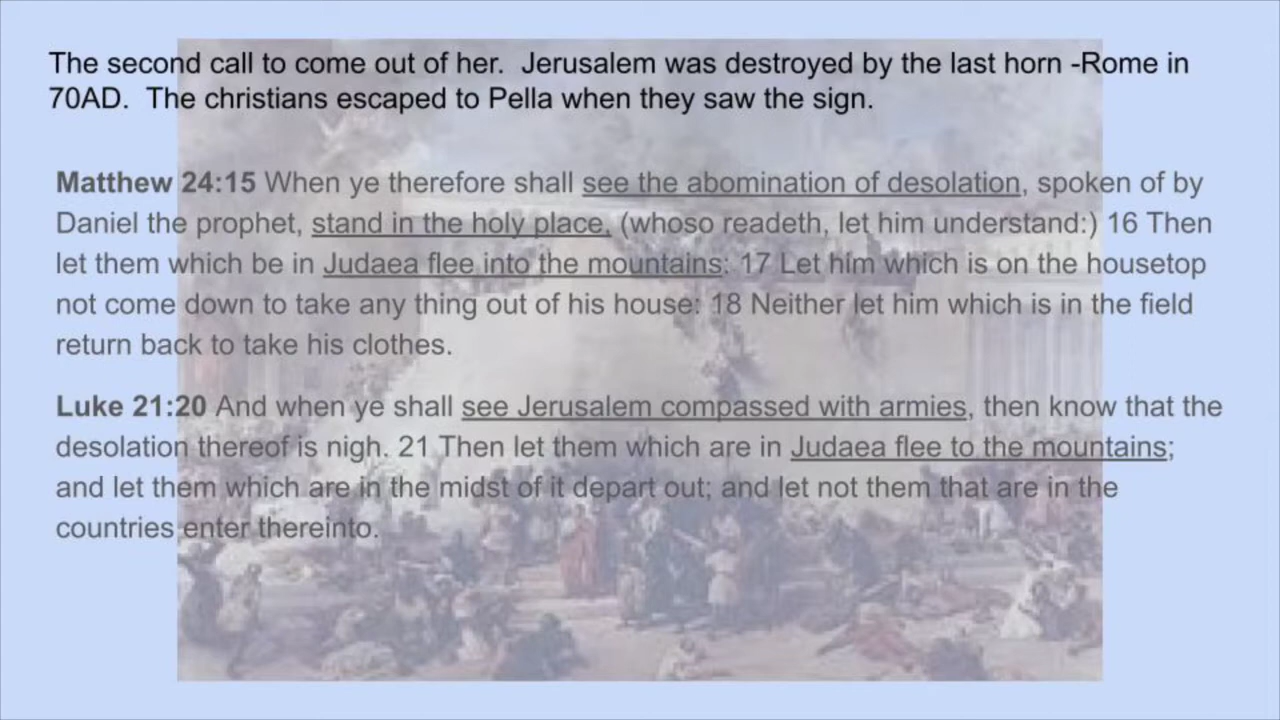 The second call to come out of her.  Jerusalem was destroyed by the last horn -Rome in
70AD.  The christians escaped to Pella when they saw the sign.
Matthew 24:15 When ye therefore shall see the abomination of desolation, spoken of by
Daniel the prophet, stand in the holy place, (whoso readeth, let him understand:) 16 Then
let them which be in Judaea flee into the mountains: 17 Let him which is on the housetop
not come down to take any thing out of his house: 18 Neither let him which is in the field
return back to take his clothes.
Luke 21:20 And when ye shall see Jerusalem compassed with armies, then know that the
desolation thereof is nigh. 21 Then let them which are in Judaea flee to the mountains;
and let them which are in the midst of it depart out; and let not them that are in the
countries enter thereinto.